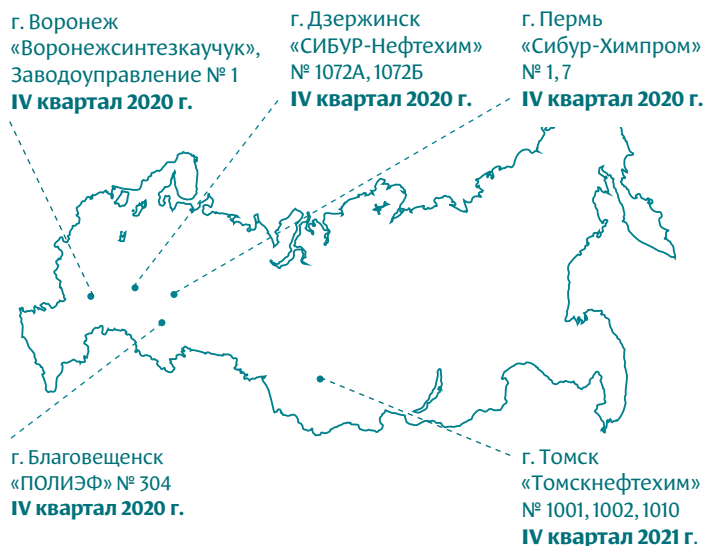 г. Воронеж
«Воронежсинтезкаучук»,
Заводоуправление № 1
IV квартал 2020 г.
г. Дзержинск
«СИБУР-Нефтехим»
№ 1072А, 1072Б
IV квартал 2020 г.
г. Пермь
«Сибур-Химпром»
№ 1, 7
IV квартал 2020 г.
г. Благовещенск
«ПОЛИЭФ» № 304
IV квартал 2020 г.
г. Томск
«Томскнефтехим»
№ 1001, 1002, 1010
IV квартал 2021 г.